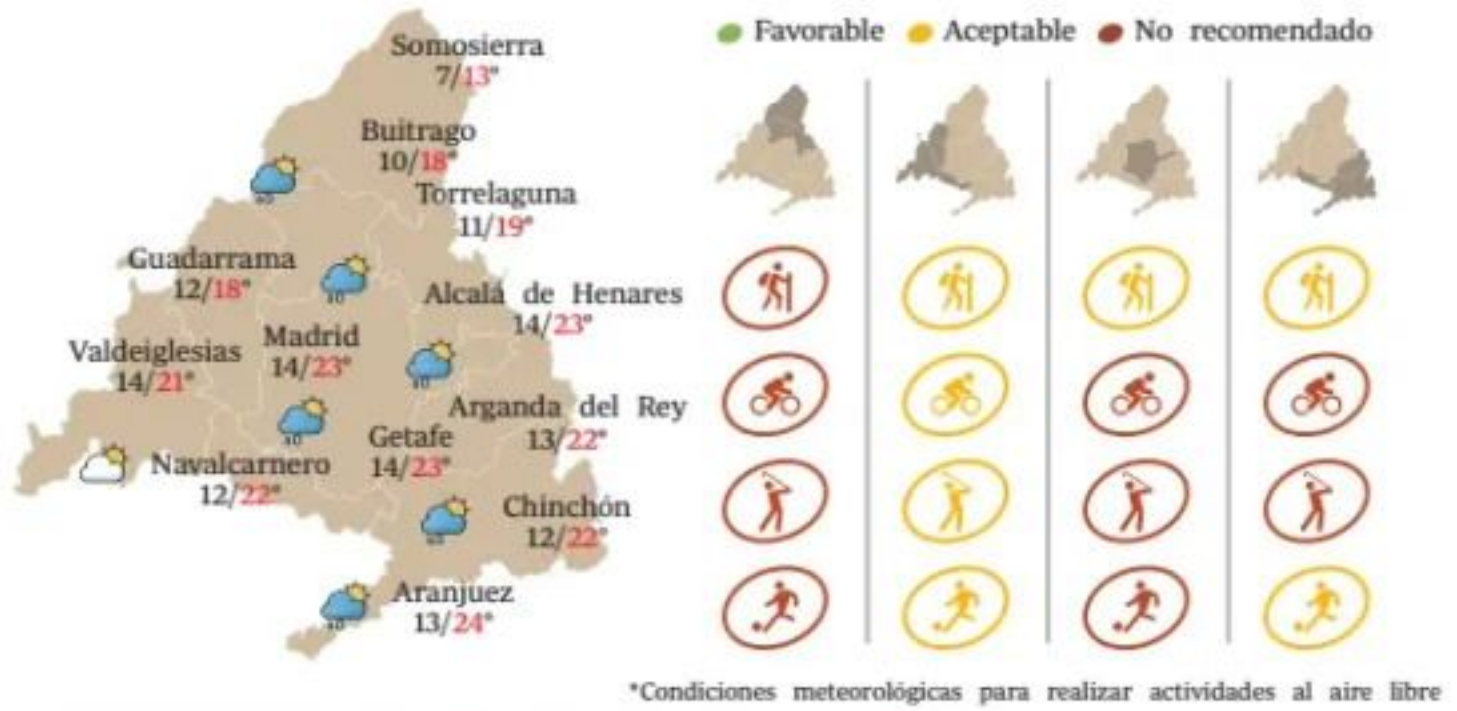 Somosierra
7/13°
Buitrago
10/18°
Torrelaguna
11/19°
Guadarrama
12/18°
Alcalá de Henares
14/23°
Madrid
14/23°
Valdeiglesias
14/21°
Arganda del Rey
13/22°
Getafe
14/23°
Navalcarnero
12/22°
Chinchón
12/22°
Aranjuez
13/24°
Favorable Aceptable No recomendado
*Condiciones meteorológicas para realizar actividades al aire libre